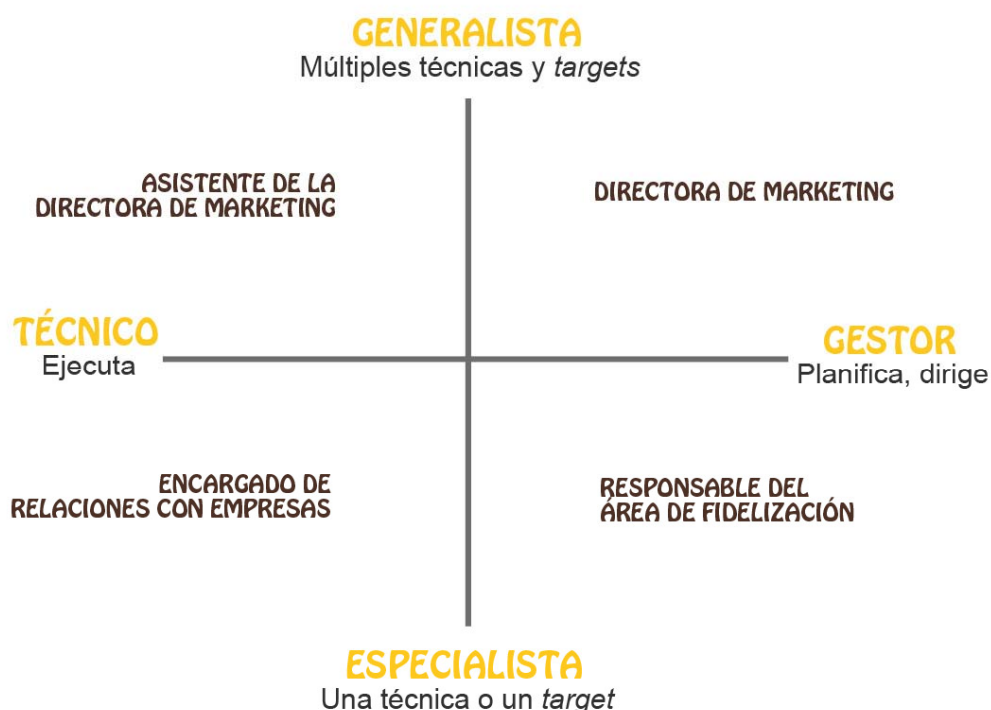 GENERALISTA
Múltiples técnicas y targets
ASISTENTE DE LA
DIRECTORA DE MARKETING
DIRECTORA DE MARKETING
TÉCNICO
Ejecuta
GESTOR
Planifica, dirige
ENCARGADO DE
RELACIONES CON EMPRESAS
RESPONSABLE DEL
ÁREA DE FIDELIZACIÓN
ESPECIALISTA
Una técnica o un target